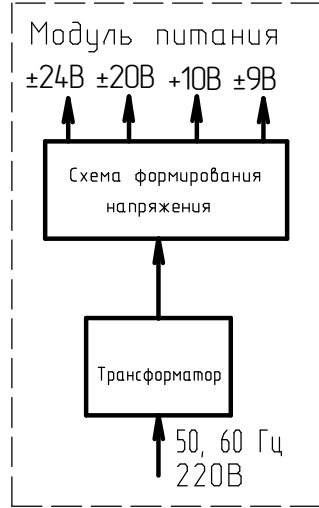 Модуль питания
±24В ±20В +10В ±9В
Схема формирования
напряжения
Трансформатор
50, 60 Гц
220В